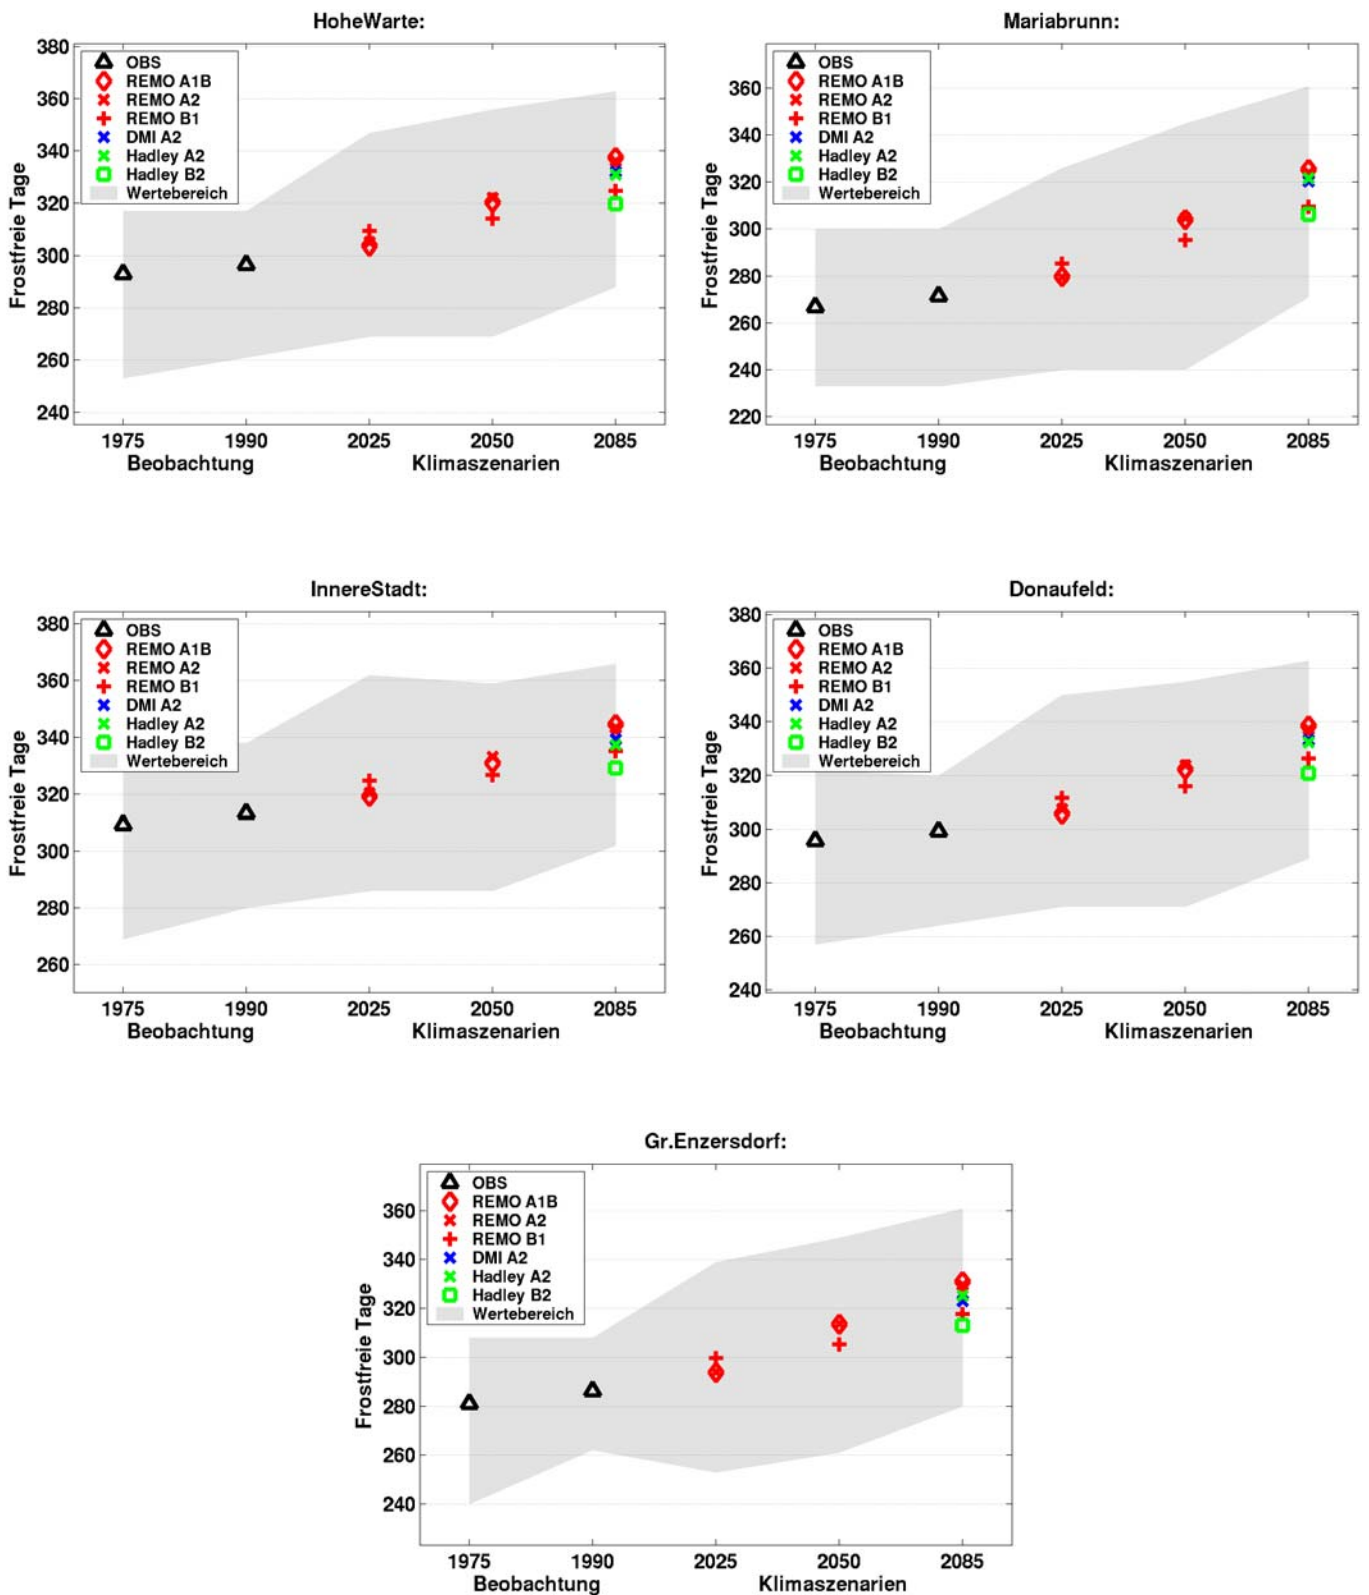 HoheWarte:
380
360
340
320
300
280
260
240
Frostfreie Tage
OBS
REMO A1B
REMO A2
REMO B1
DMI A2
Hadley A2
Hadley B2
Wertebereich
1975 1990 2025 2050 2085
Beobachtung Klimaszenarien
Mariabrunn:
360
340
320
300
280
260
240
220
Frostfreie Tage
OBS
REMO A1B
REMO A2
REMO B1
DMI A2
Hadley A2
Hadley B2
Wertebereich
1975 1990 2025 2050 2085
Beobachtung Klimaszenarien
InnereStadt:
380
360
340
320
300
280
260
Frostfreie Tage
OBS
REMO A1B
REMO A2
REMO B1
DMI A2
Hadley A2
Hadley B2
Wertebereich
1975 1990 2025 2050 2085
Beobachtung Klimaszenarien
Donaufeld:
380
360
340
320
300
280
260
240
Frostfreie Tage
OBS
REMO A1B
REMO A2
REMO B1
DMI A2
Hadley A2
Hadley B2
Wertebereich
1975 1990 2025 2050 2085
Beobachtung Klimaszenarien
Gr.Enzersdorf:
360
340
320
300
280
260
240
Frostfreie Tage
OBS
REMO A1B
REMO A2
REMO B1
DMI A2
Hadley A2
Hadley B2
Wertebereich
1975 1990 2025 2050 2085
Beobachtung Klimaszenarien